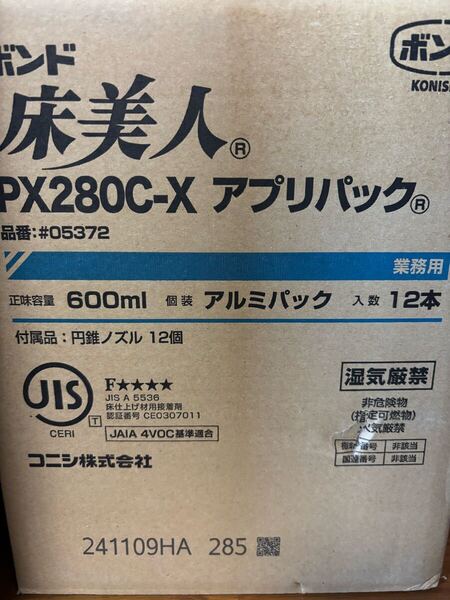 ボンド
ボン
KONIS
床美人®
PX280C-X アプリパック®
品番:#05372
業務用
正味容量 600ml 個装 アルミパック 入数 12本
付属品:円錐ノズル 12個
JIS
CERI
T
F★★★★
JIS A 5536
床仕上げ材用接着剤
認証番号 CE0307011
JAIA 4VOC基準適合
湿気厳禁
非危険物
(指定可燃物)
火気厳禁
番号 非該当
国連番号 非該当
コニシ株式会社
241109HA 285